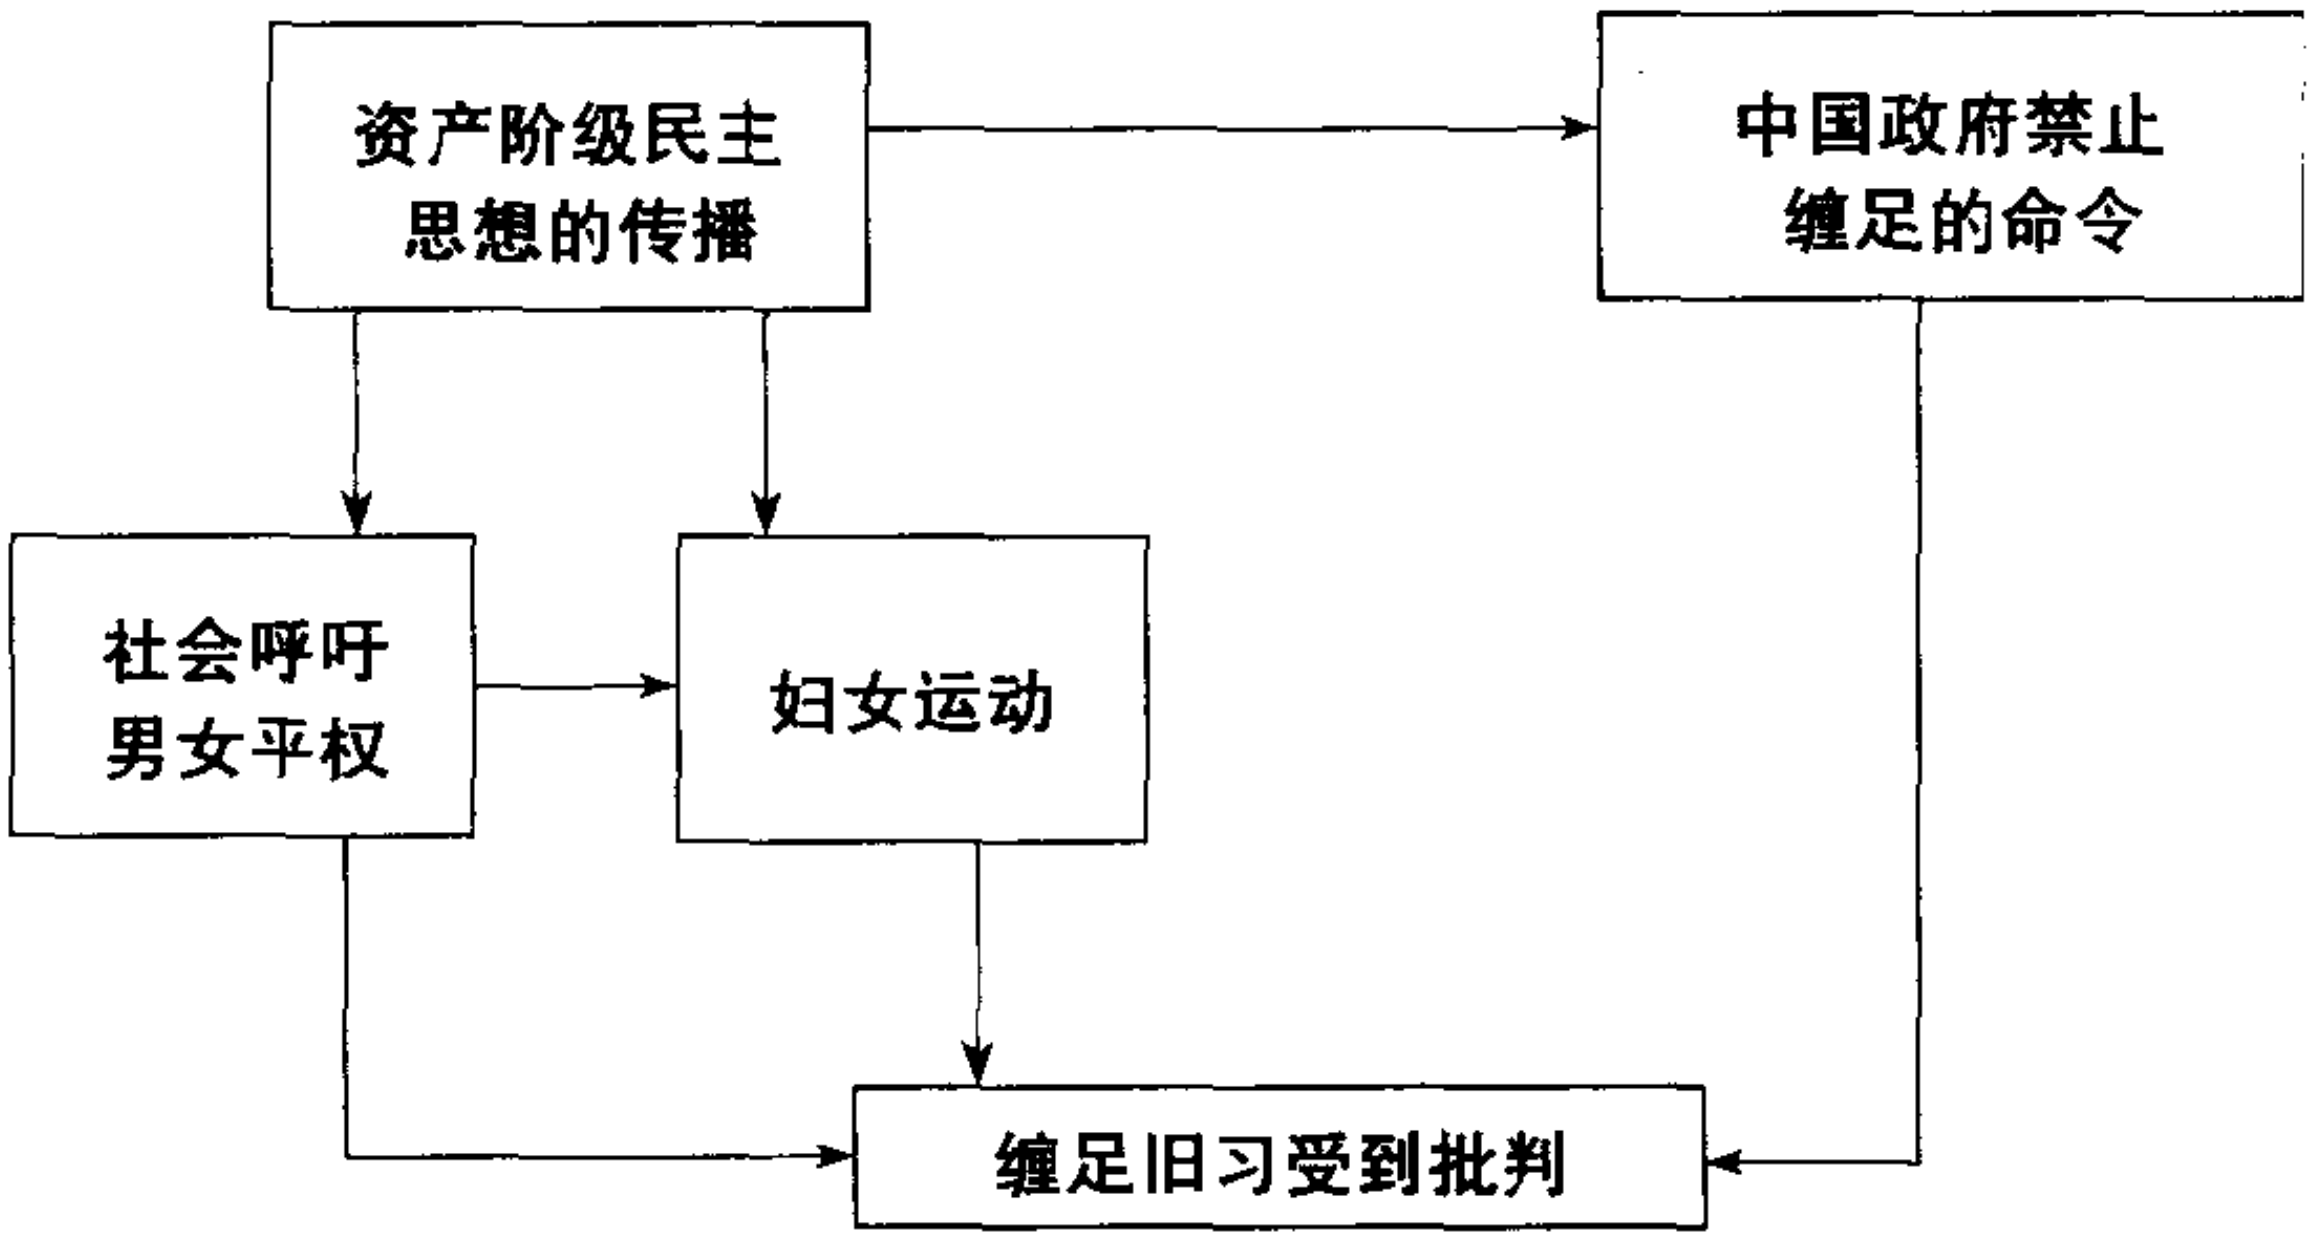 资产阶级民主
思想的传播
中国政府禁止
缠足的命令
社会呼吁
男女平权
妇女运动
缠足旧习受到批判